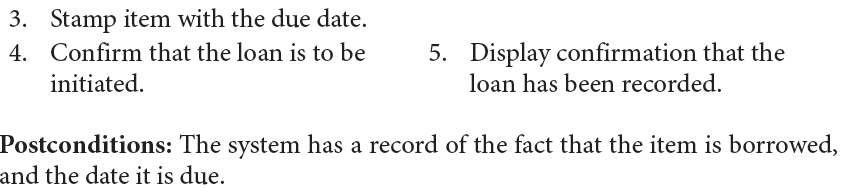 3. Stamp item with the due date.
4. Confirm that the loan is to be
initiated.
5. Display confirmation that the
loan has been recorded.
Postconditions: The system has a record of the fact that the item is borrowed,
and the date it is due.